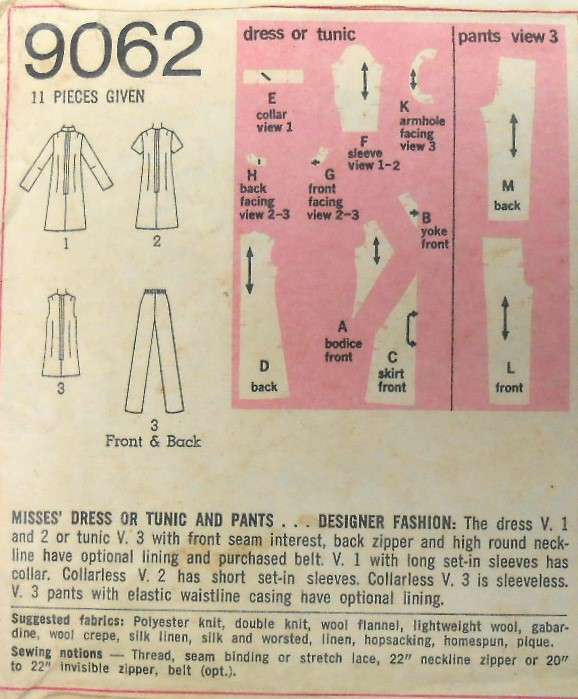 9062
11 PIECES GIVEN
1
2
3
3
Front & Back
dress or tunic
E
collar
view 1
F
sleeve
view 1-2
K
armhole
facing
view 3
H
back
facing
view 2-3
G
front
facing
view 2-3
B
yoke
front
A
bodice
front
D
back
C
skirt
front
pants view 3
M
back
L
front
MISSES' DRESS OR TUNIC AND PANTS . . . DESIGNER FASHION: The dress V. 1
and 2 or tunic V. 3 with front seam interest, back zipper and high round neck-
line have optional lining and purchased belt. V. 1 with long set-in sleeves has
collar. Collarless V. 2 has short set-in sleeves. Collarless V. 3 is sleeveless.
V. 3 pants with elastic waistline casing have optional lining.
Suggested fabrics: Polyester knit, double knit, wool flannel, lightweight wool, gabar-
dine, wool crepe, silk linen, silk and worsted, linen, hopsacking, homespun, pique.
Sewing notions — Thread, seam binding or stretch lace, 22" neckline zipper or 20"
to 22" invisible zipper, belt (opt.).